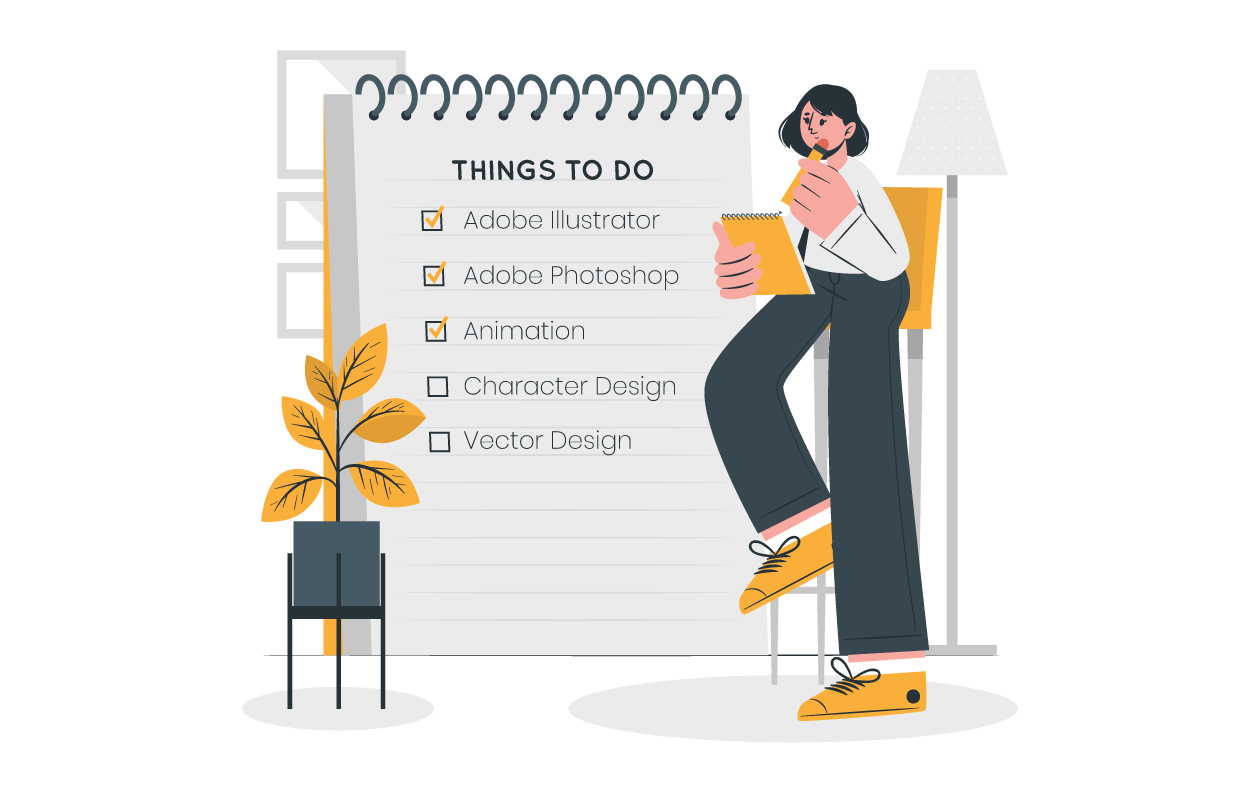 THINGS TO DO
Adobe Illustrator
Adobe Photoshop
Animation
Character Design
Vector Design